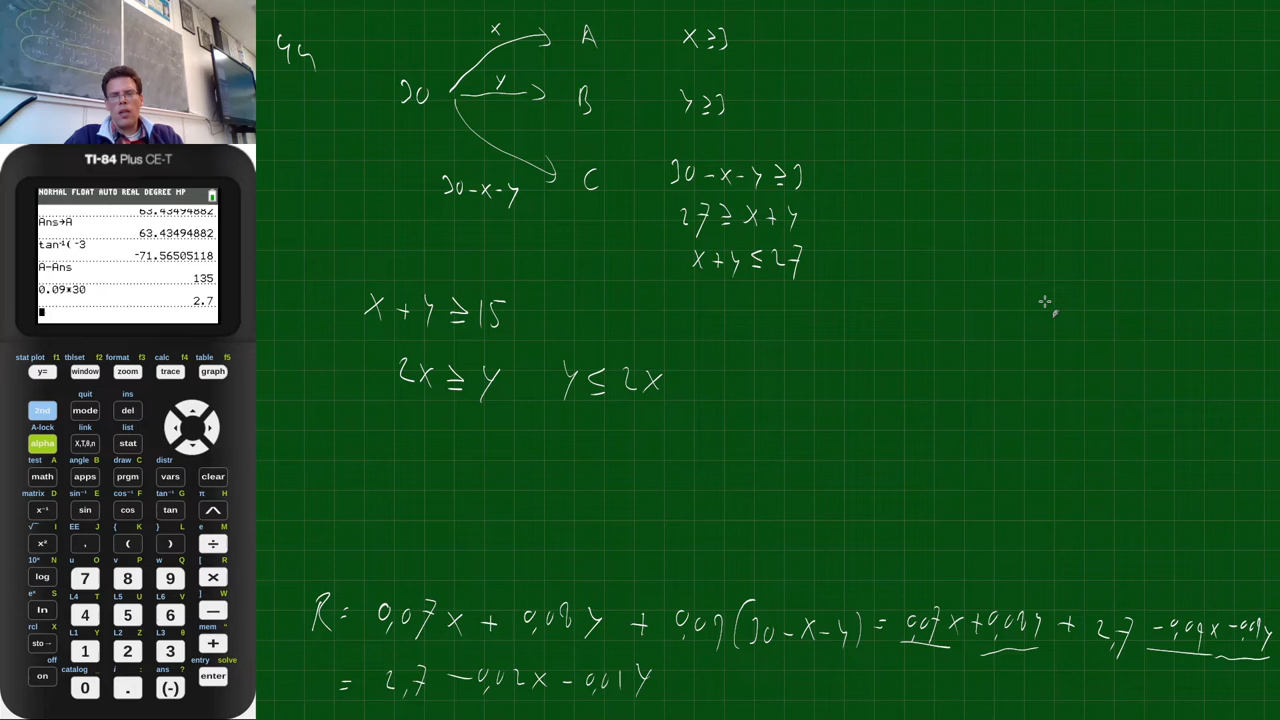 44
x A x ≥ 3
30 y B y ≥ 3
30-x-y C 30-x-y ≥ 3
27 ≥ x+y
x+y ≤ 27
x + y ≥ 15
2x ≥ y y ≤ 2x
R = 0,07x + 0,08y + 0,09(30-x-y) = 0,07x+0,08y + 2,7 -0,09x -0,09y
= 2,7 -0,02x -0,01y
TI-84 Plus CE-T
NORMAL FLOAT AUTO REAL DEGREE MP
63.43494882
Ans→A
63.43494882
tan⁻¹(-3
-71.56505118
A-Ans
135
0.09*30
2.7
stat plot f1 tblset f2 format f3 calc f4 table f5
y= window zoom trace graph
quit ins
2nd mode del
A-lock link list
alpha X,T,θ,n stat
test A angle B draw C distr
math apps prgm vars clear
matrix D sin⁻¹ E cos⁻¹ F tan⁻¹ G π H
x⁻¹ sin cos tan ^
√ I EE J { K } L e M
x² , ( ) ÷
10ˣ N u O v P w Q [ R
log 7 8 9 ×
eˣ S L4 T L5 U L6 V ] W
ln 4 5 6 −
rcl X L1 Y L2 Z L3 θ mem "
sto→ 1 2 3 +
off catalog i : ans ? entry solve
on 0 . (-) enter